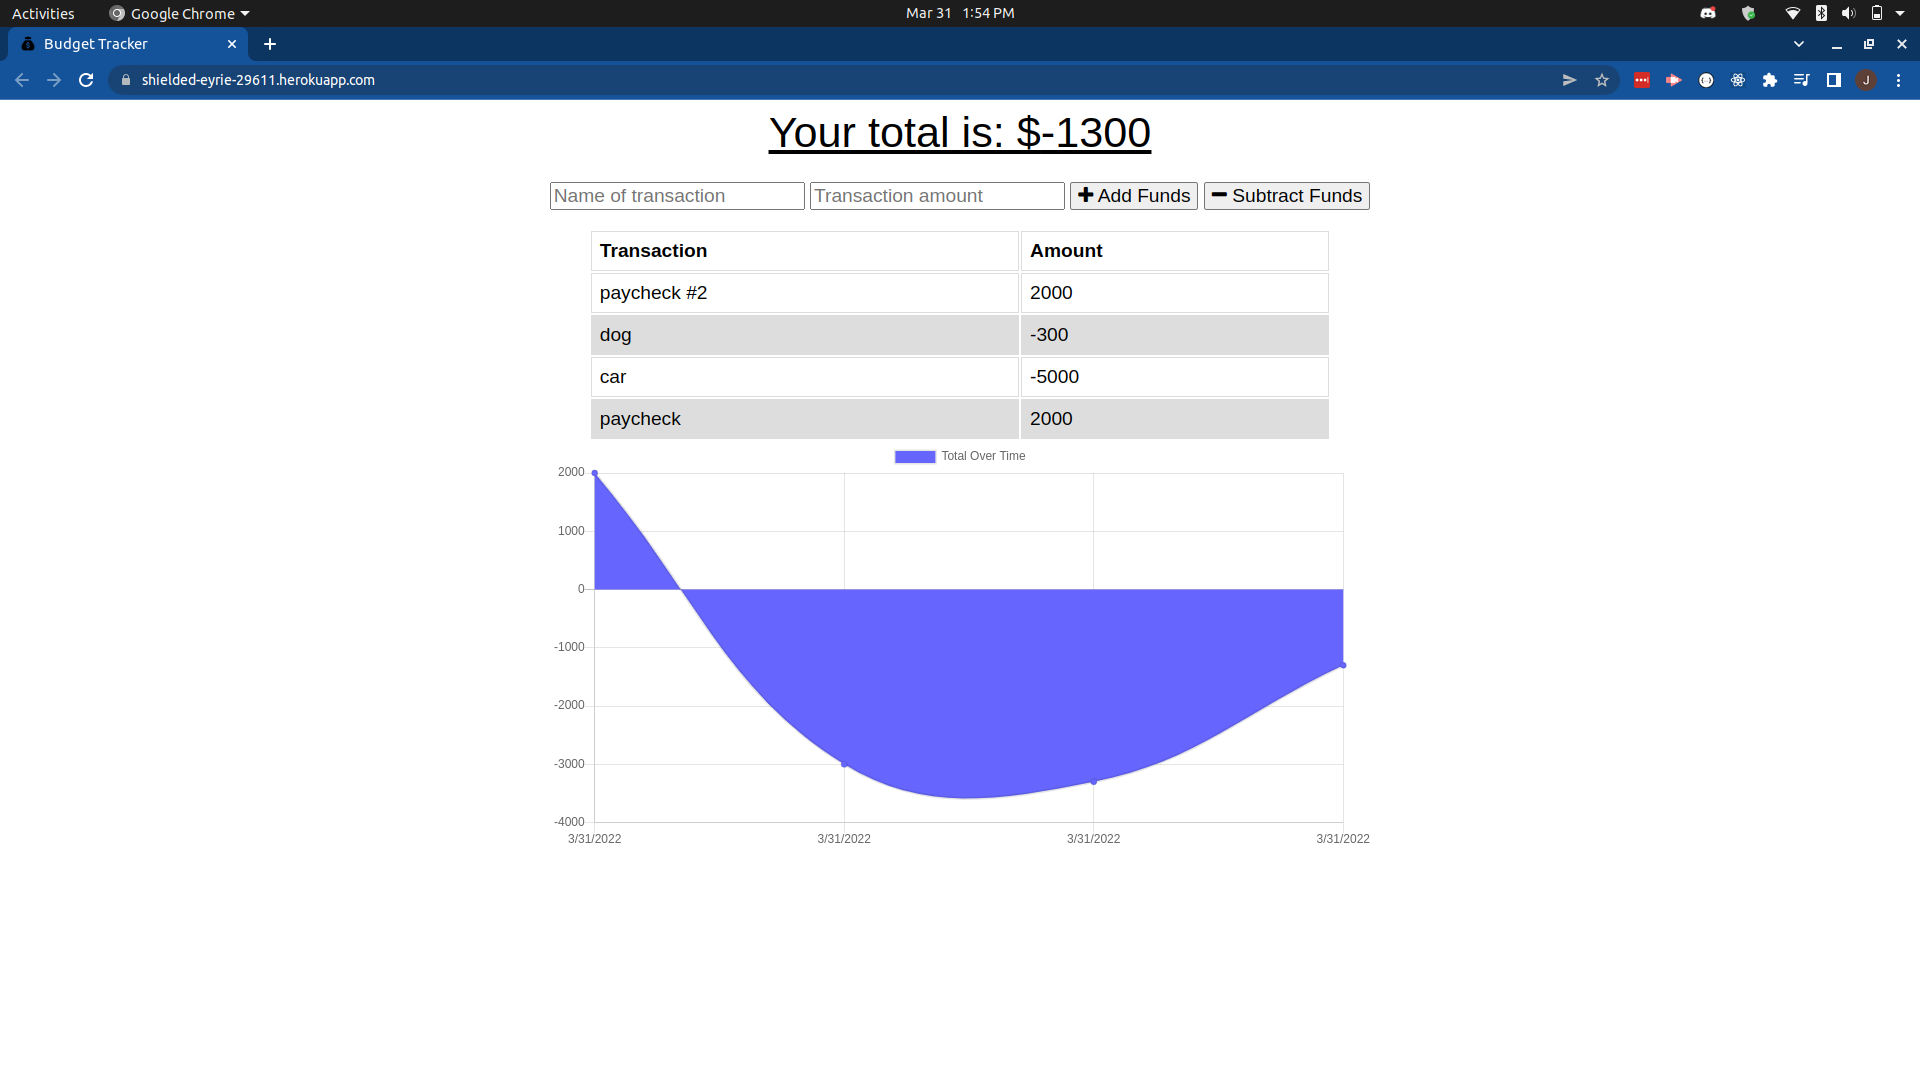 Activities Google Chrome Mar 31 1:54 PM
Budget Tracker
shielded-eyrie-29611.herokuapp.com J
Your total is: $-1300
Name of transaction Transaction amount Add Funds Subtract Funds
Transaction Amount
paycheck #2 2000
dog -300
car -5000
paycheck 2000
Total Over Time
2000
1000
0
-1000
-2000
-3000
-4000
3/31/2022 3/31/2022 3/31/2022 3/31/2022